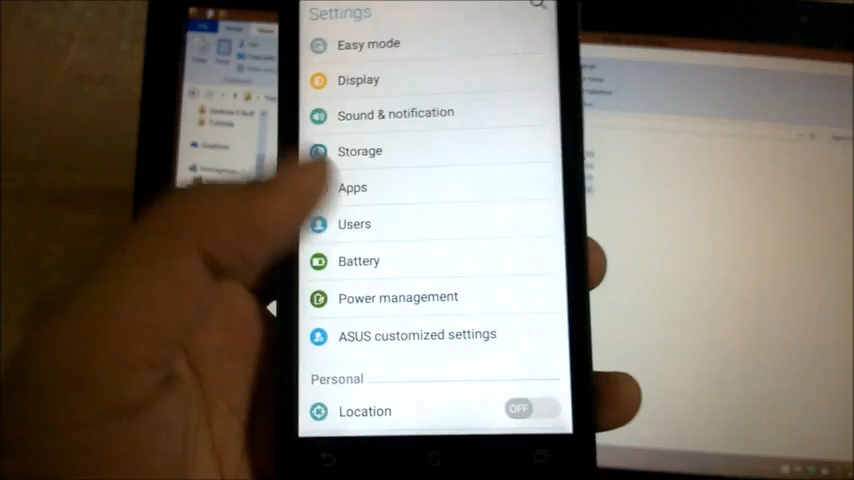 Settings
Easy mode
Display
Sound & notification
Storage
Apps
Users
Battery
Power management
ASUS customized settings
Personal
Location
OFF